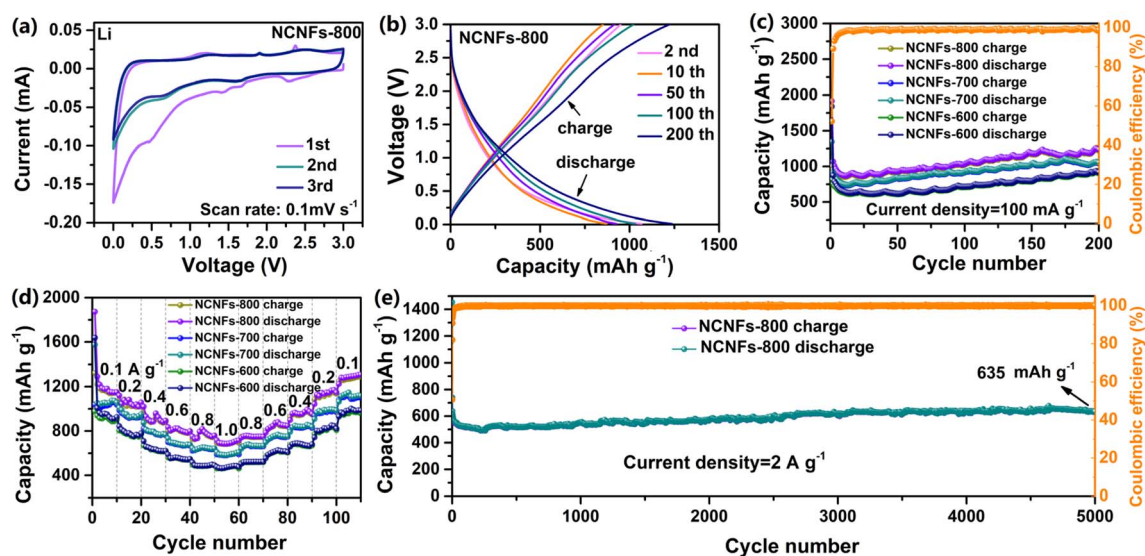 (a)
Li
NCNFs-800
0.05
0.00
-0.05
-0.10
-0.15
-0.20
Current (mA)
1st
2nd
3rd
Scan rate: 0.1mV s-1
0.0 0.5 1.0 1.5 2.0 2.5 3.0
Voltage (V)
(b)
NCNFs-800
3.0
2.5
2.0
1.5
1.0
0.5
0.0
Voltage (V)
2 nd
10 th
50 th
100 th
200 th
charge
discharge
0 500 1000 1500
Capacity (mAh g-1)
(c)
3000
2500
2000
1500
1000
500
Capacity (mAh g-1)
NCNFs-800 charge
NCNFs-800 discharge
NCNFs-700 charge
NCNFs-700 discharge
NCNFs-600 charge
NCNFs-600 discharge
Current density=100 mA g-1
100
80
60
40
20
0
Coulombic efficiency (%)
0 50 100 150 200
Cycle number
(d)
2000
1600
1200
800
400
Capacity (mAh g-1)
NCNFs-800 charge
NCNFs-800 discharge
NCNFs-700 charge
NCNFs-700 discharge
NCNFs-600 charge
NCNFs-600 discharge
0.1 A g-1
0.2
0.4
0.6
0.8
1.0
0.8
0.6
0.4
0.2
0.1
0 20 40 60 80 100
Cycle number
(e)
1400
1200
1000
800
600
400
200
0
Capacity (mAh g-1)
NCNFs-800 charge
NCNFs-800 discharge
635 mAh g-1
Current density=2 A g-1
100
80
60
40
20
0
Coulombic efficiency (%)
0 1000 2000 3000 4000 5000
Cycle number